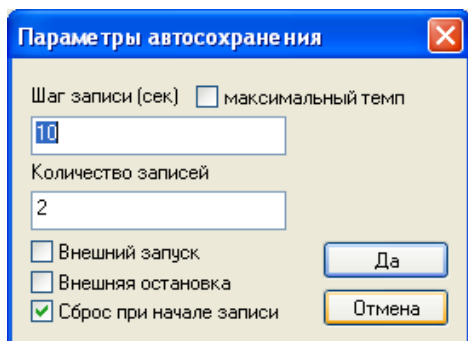 Параметры автосохранения
Шаг записи (сек) максимальный темп
10
Количество записей
2
Внешний запуск
Да
Внешняя остановка
Сброс при начале записи
Отмена